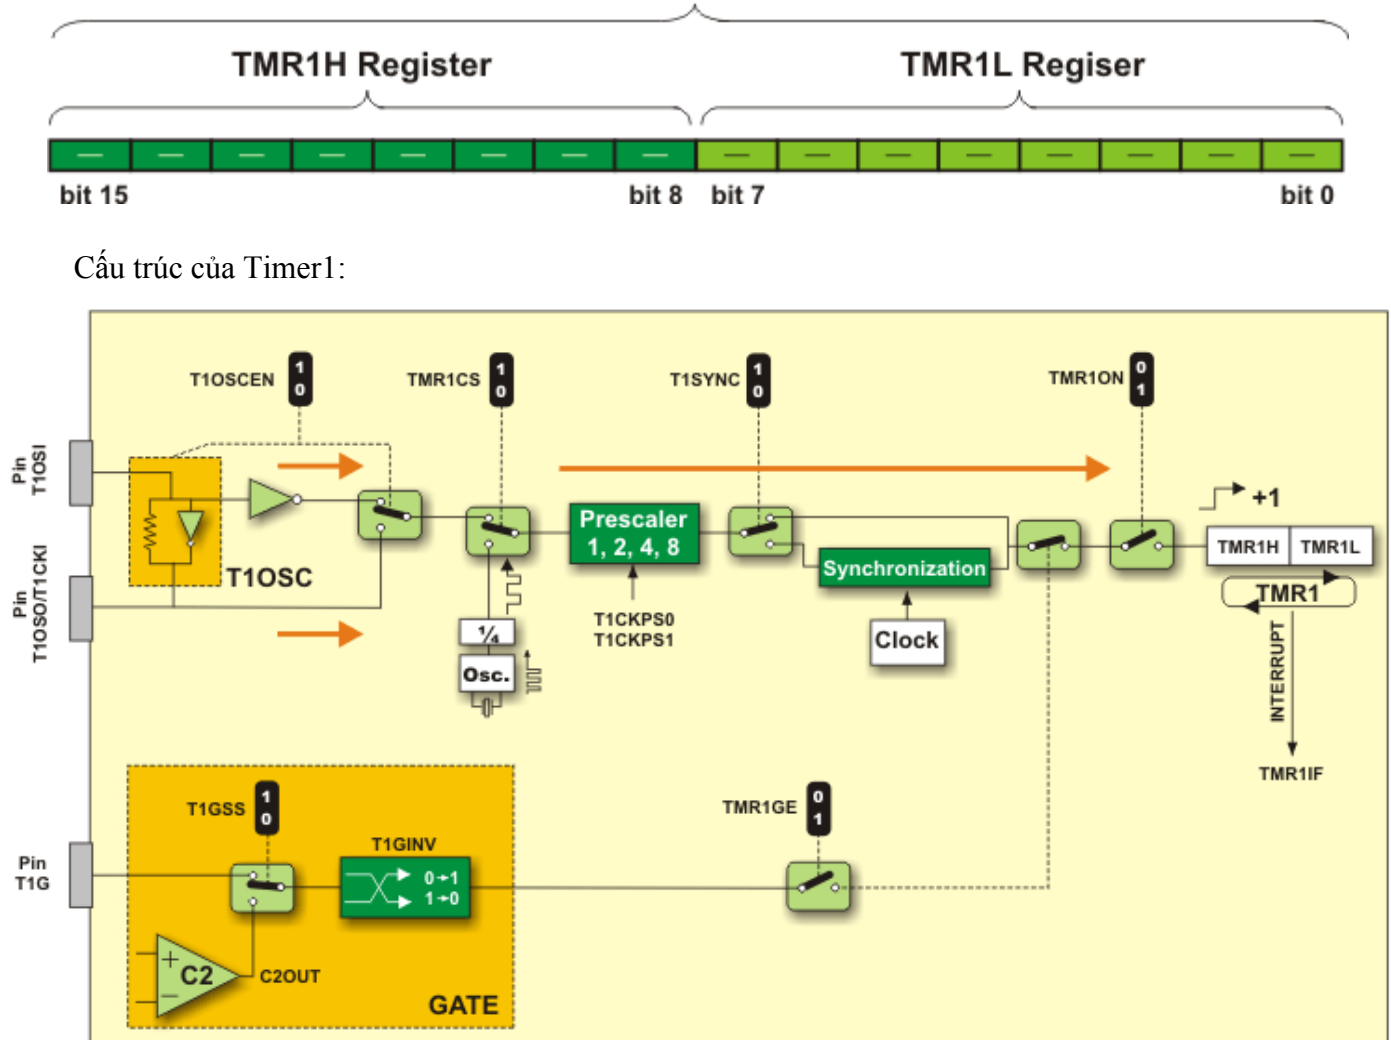 TMR1H Register
TMR1L Regiser
bit 15
bit 8
bit 7
bit 0
Cấu trúc của Timer1:
T1OSCEN
1
0
TMR1CS
1
0
T1SYNC
1
0
TMR1ON
0
1
Pin
T1OSI
T1OSC
Pin
T1OSO/T1CKI
Prescaler
1, 2, 4, 8
T1CKPS0
T1CKPS1
¼
Osc.
Synchronization
Clock
+1
TMR1H
TMR1L
TMR1
INTERRUPT
TMR1IF
Pin
T1G
T1GSS
1
0
T1GINV
0→1
1→0
TMR1GE
0
1
+
C2
−
C2OUT
GATE